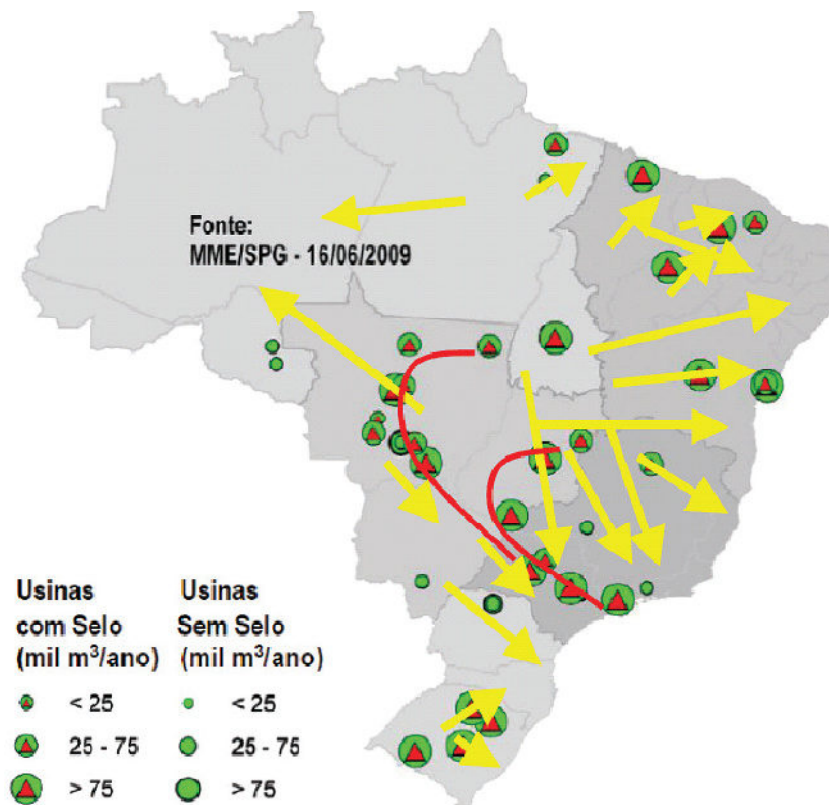 Fonte:
MME/SPG - 16/06/2009
Usinas
com Selo
(mil m³/ano)
Usinas
Sem Selo
(mil m³/ano)
< 25
< 25
25 - 75
25 - 75
> 75
> 75